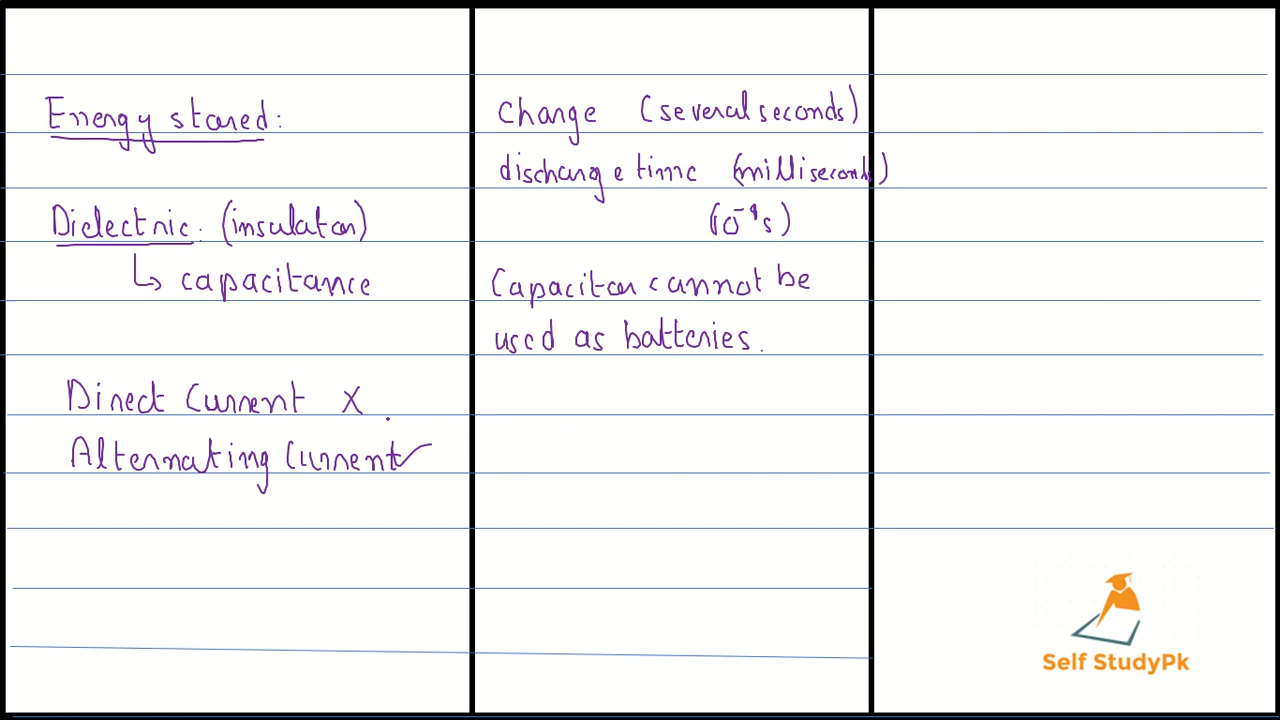 Energy stored:
Dielectric: (insulator)
↳ capacitance
Direct Current X
Alternating Current ✓
charge (several seconds)
discharge time (milliseconds)
(10⁻⁹s)
Capacitor cannot be
used as batteries.
Self StudyPk